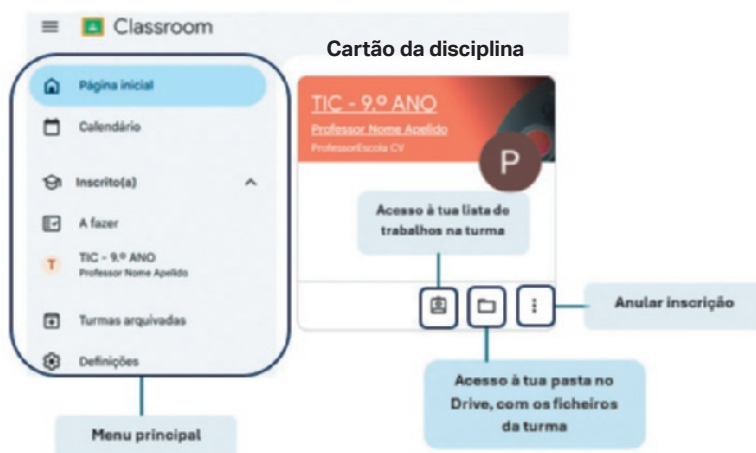 Classroom
Cartão da disciplina
Página inicial
Calendário
Inscrito(a)
A fazer
T
TIC - 9.º ANO
Professor Nome Apelido
Turmas arquivadas
Definições
Menu principal
TIC - 9.º ANO
Professor Nome Apelido
ProfessorEscola CV
P
Acesso à tua lista de
trabalhos na turma
Anular inscrição
Acesso à tua pasta no
Drive, com os ficheiros
da turma